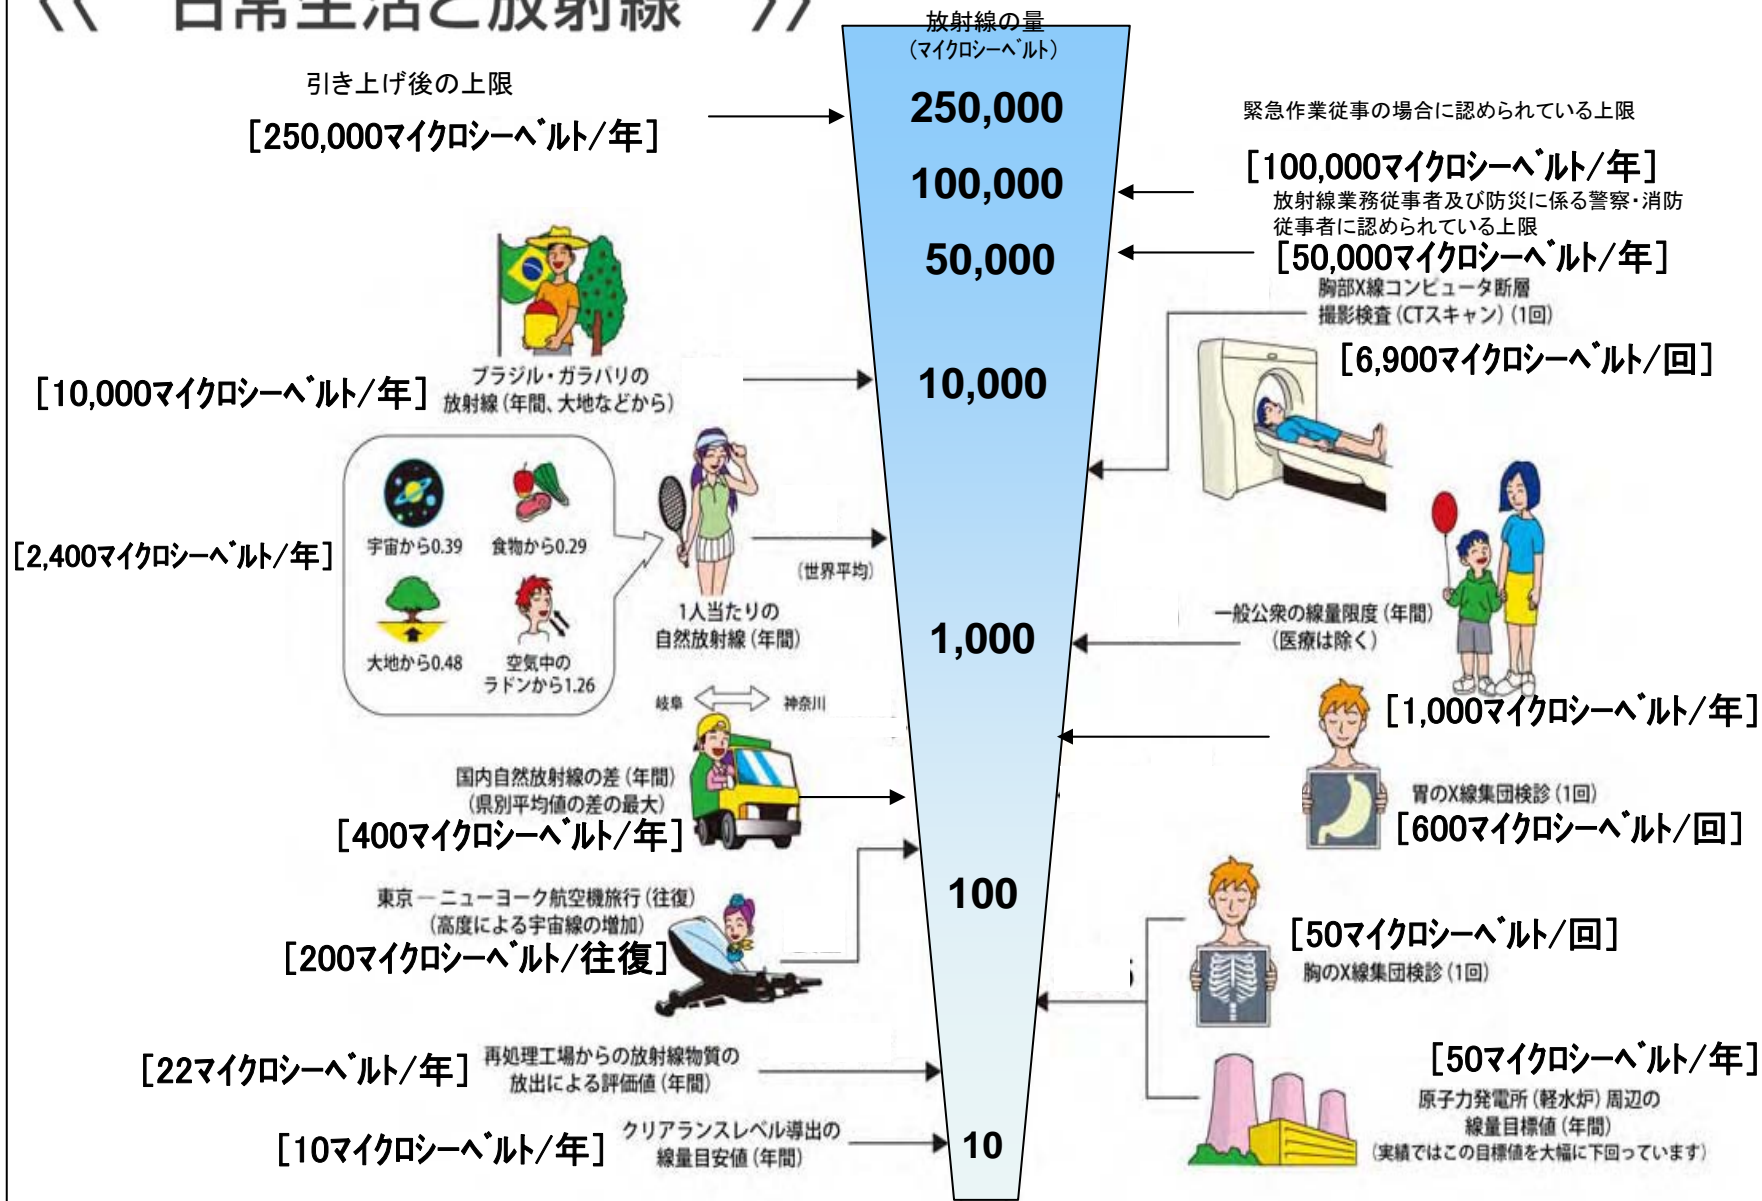 《 日常生活と放射線 》
放射線の量
(マイクロシーベルト)
引き上げ後の上限
[250,000マイクロシーベルト/年]
250,000
緊急作業従事の場合に認められている上限
[100,000マイクロシーベルト/年]
100,000
放射線業務従事者及び防災に係る警察・消防
従事者に認められている上限
[50,000マイクロシーベルト/年]
50,000
胸部X線コンピュータ断層
撮影検査(CTスキャン)(1回)
[6,900マイクロシーベルト/回]
ブラジル・ガラパリの
放射線(年間、大地などから)
[10,000マイクロシーベルト/年]
10,000
宇宙から0.39
食物から0.29
大地から0.48
空気中の
ラドンから1.26
[2,400マイクロシーベルト/年]
(世界平均)
1人当たりの
自然放射線(年間)
1,000
一般公衆の線量限度(年間)
(医療は除く)
[1,000マイクロシーベルト/年]
岐阜
神奈川
国内自然放射線の差(年間)
(県別平均値の差の最大)
[400マイクロシーベルト/年]
胃のX線集団検診(1回)
[600マイクロシーベルト/回]
東京―ニューヨーク航空機旅行(往復)
(高度による宇宙線の増加)
[200マイクロシーベルト/往復]
100
[50マイクロシーベルト/回]
胸のX線集団検診(1回)
[22マイクロシーベルト/年]
再処理工場からの放射線物質の
放出による評価値(年間)
[50マイクロシーベルト/年]
原子力発電所(軽水炉)周辺の
線量目標値(年間)
(実績ではこの目標値を大幅に下回っています)
[10マイクロシーベルト/年]
クリアランスレベル導出の
線量目安値(年間)
10